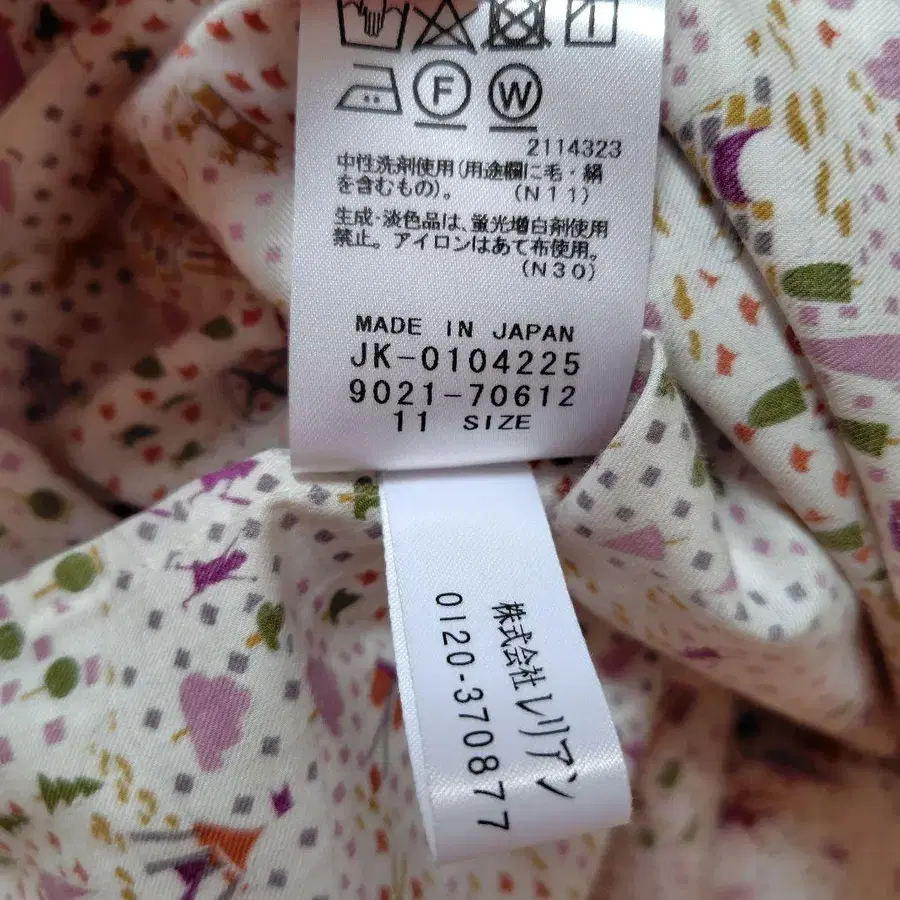 F W
2114323
中性洗剤使用(用途欄に毛・絹
を含むもの)。 (N11)
生成・淡色品は、蛍光増白剤使用
禁止。アイロンはあて布使用。
(N30)
MADE IN JAPAN
JK-0104225
9021-70612
11 SIZE
株式会社レリアン
0120-370877